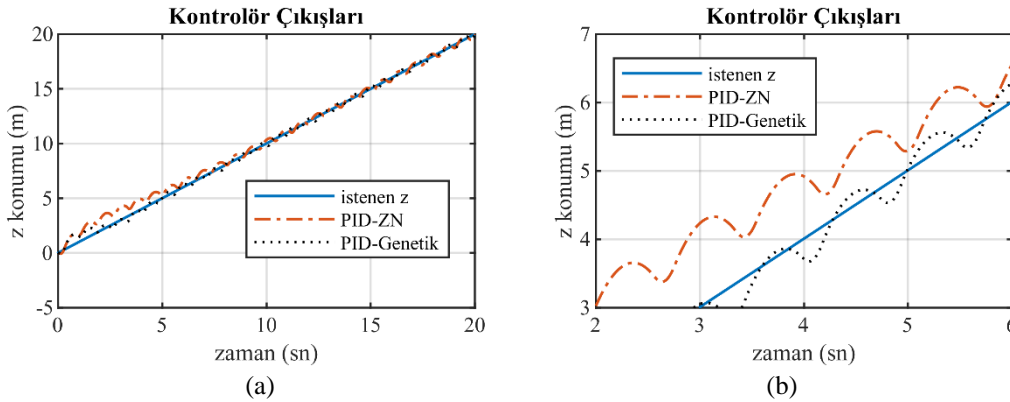 Kontrolör Çıkışları
20
15
10
5
0
-5
z konumu (m)
istenen z
PID-ZN
PID-Genetik
0 5 10 15 20
zaman (sn)
(a)
Kontrolör Çıkışları
7
6
5
4
3
z konumu (m)
istenen z
PID-ZN
PID-Genetik
2 3 4 5 6
zaman (sn)
(b)